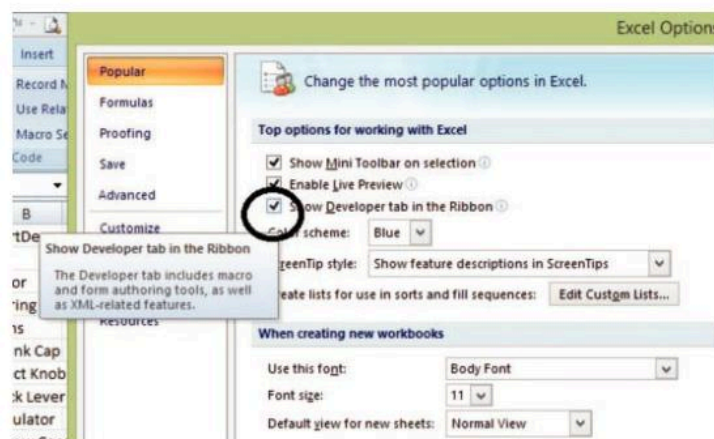 Excel Options
Insert
Record
Use Rela
Macro Se
Code
B
Popular
Formulas
Proofing
Save
Advanced
Customize
Resources
Change the most popular options in Excel.
Top options for working with Excel
Show Mini Toolbar on selection
Enable Live Preview
Show Developer tab in the Ribbon
Color scheme: Blue
ScreenTip style: Show feature descriptions in ScreenTips
eate lists for use in sorts and fill sequences: Edit Custom Lists...
When creating new workbooks
Use this font: Body Font
Font size: 11
Default view for new sheets: Normal View
Show Developer tab in the Ribbon
The Developer tab includes macro
and form authoring tools, as well
as XML-related features.
tDe
or
ring
ns
nk Cap
ct Knob
k Lever
ulator